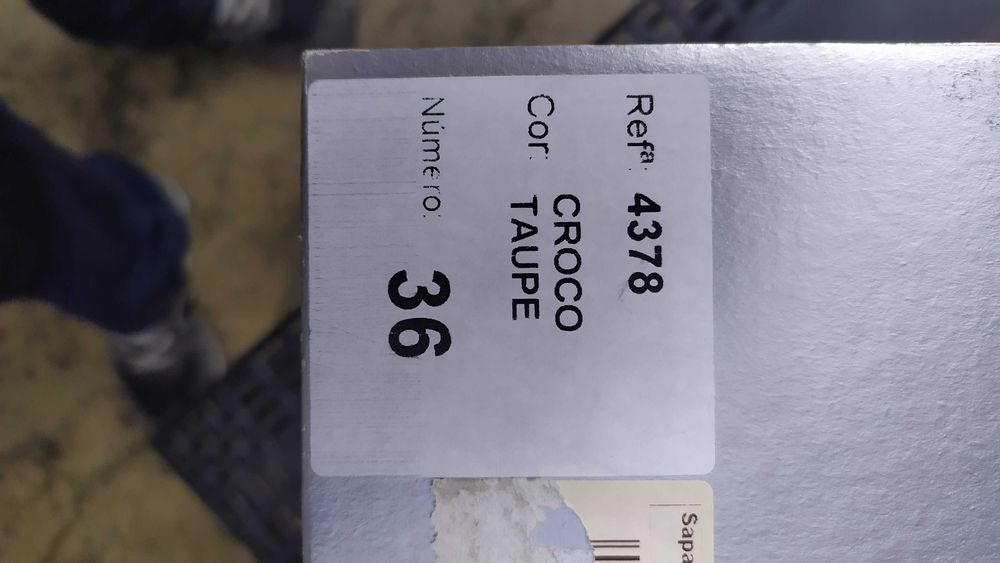 Refª: 4378
Cor: CROCO
TAUPE
Número: 36
Sapa